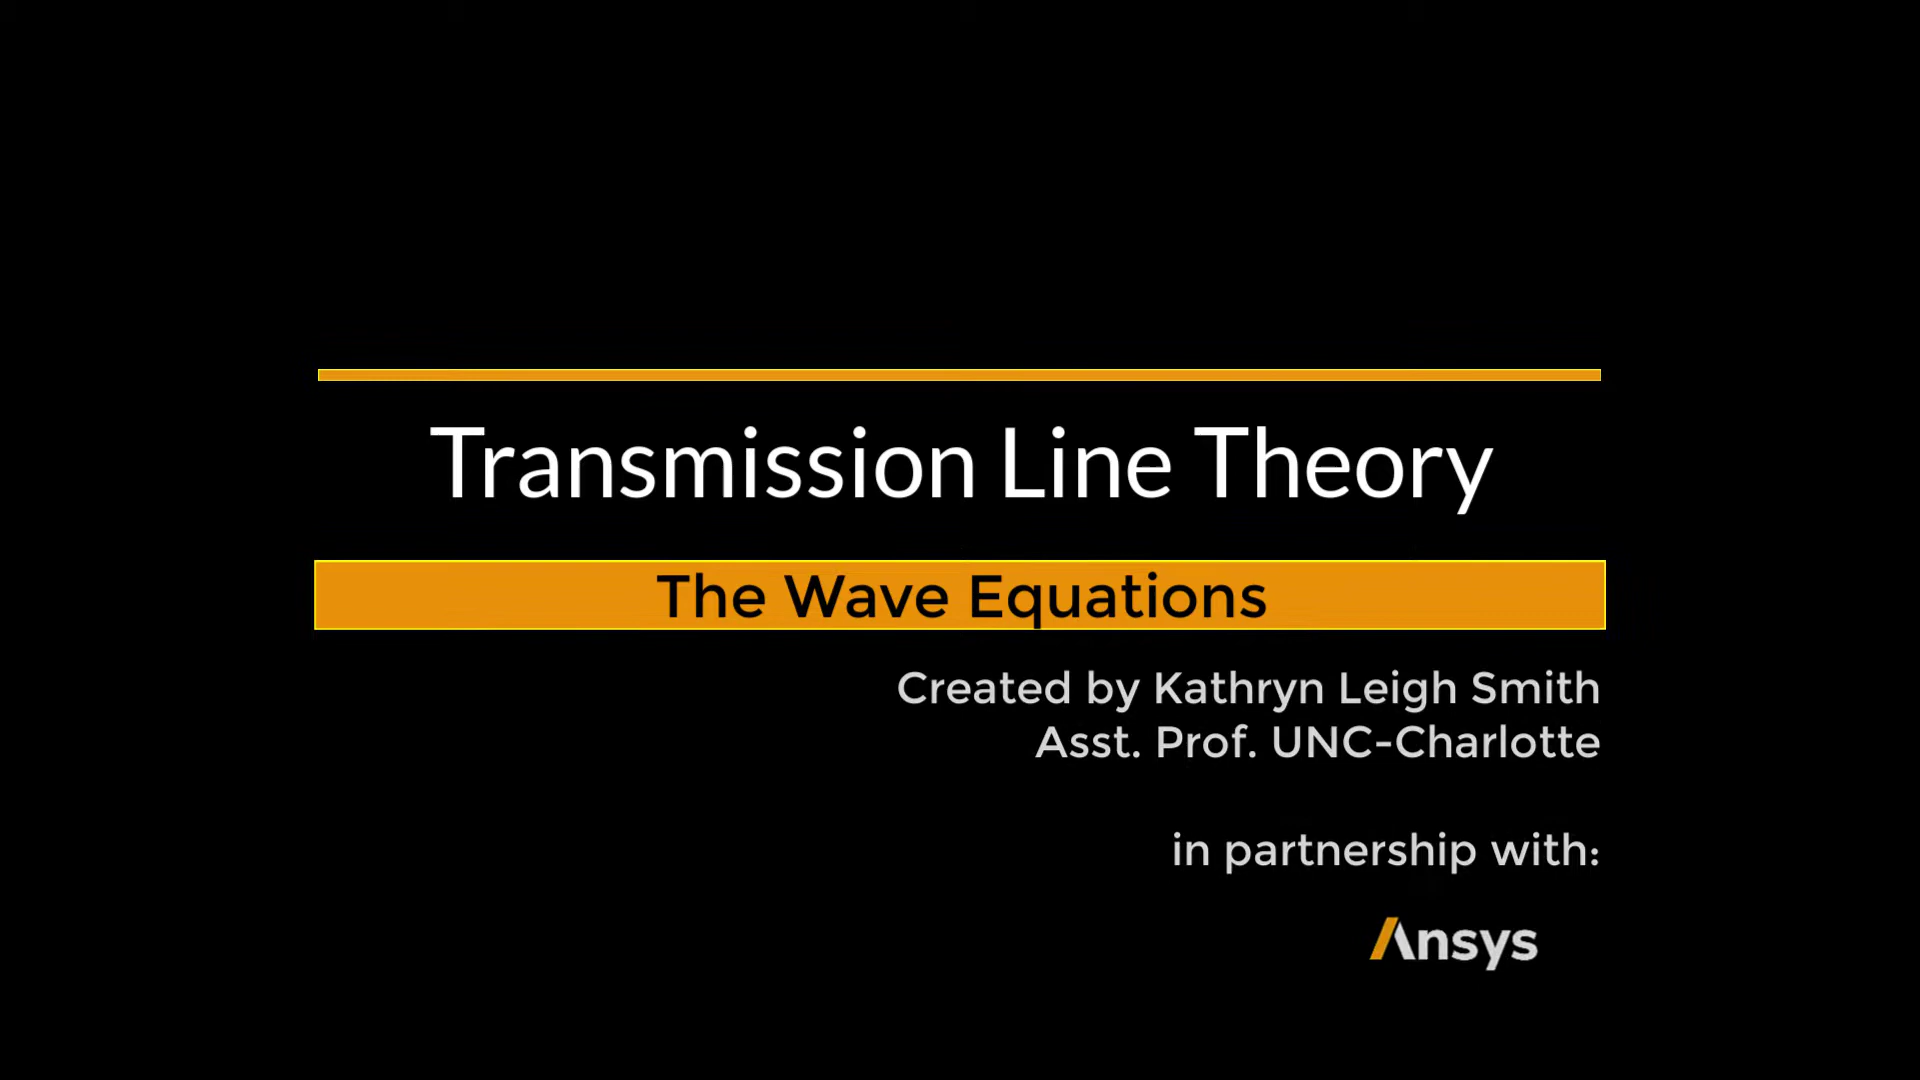 Transmission Line Theory
The Wave Equations
Created by Kathryn Leigh Smith
Asst. Prof. UNC-Charlotte
in partnership with:
Ansys